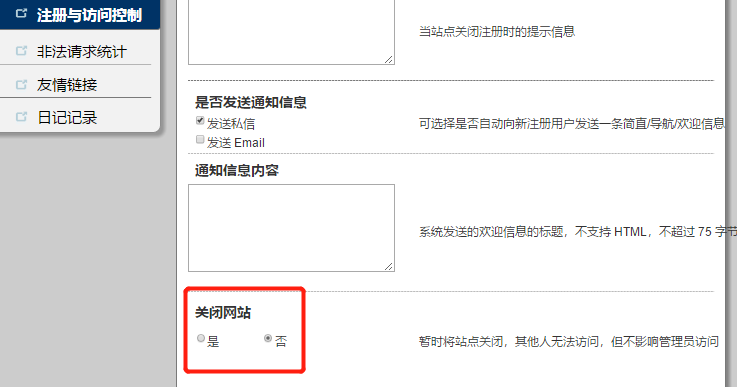 注册与访问控制
非法请求统计
友情链接
日记记录
当站点关闭注册时的提示信息
是否发送通知信息
发送私信
发送 Email
可选择是否自动向新注册用户发送一条简直/导航/欢迎信息
通知信息内容
系统发送的欢迎信息的标题，不支持 HTML，不超过 75 字节
关闭网站
是 否
暂时将站点关闭，其他人无法访问，但不影响管理员访问